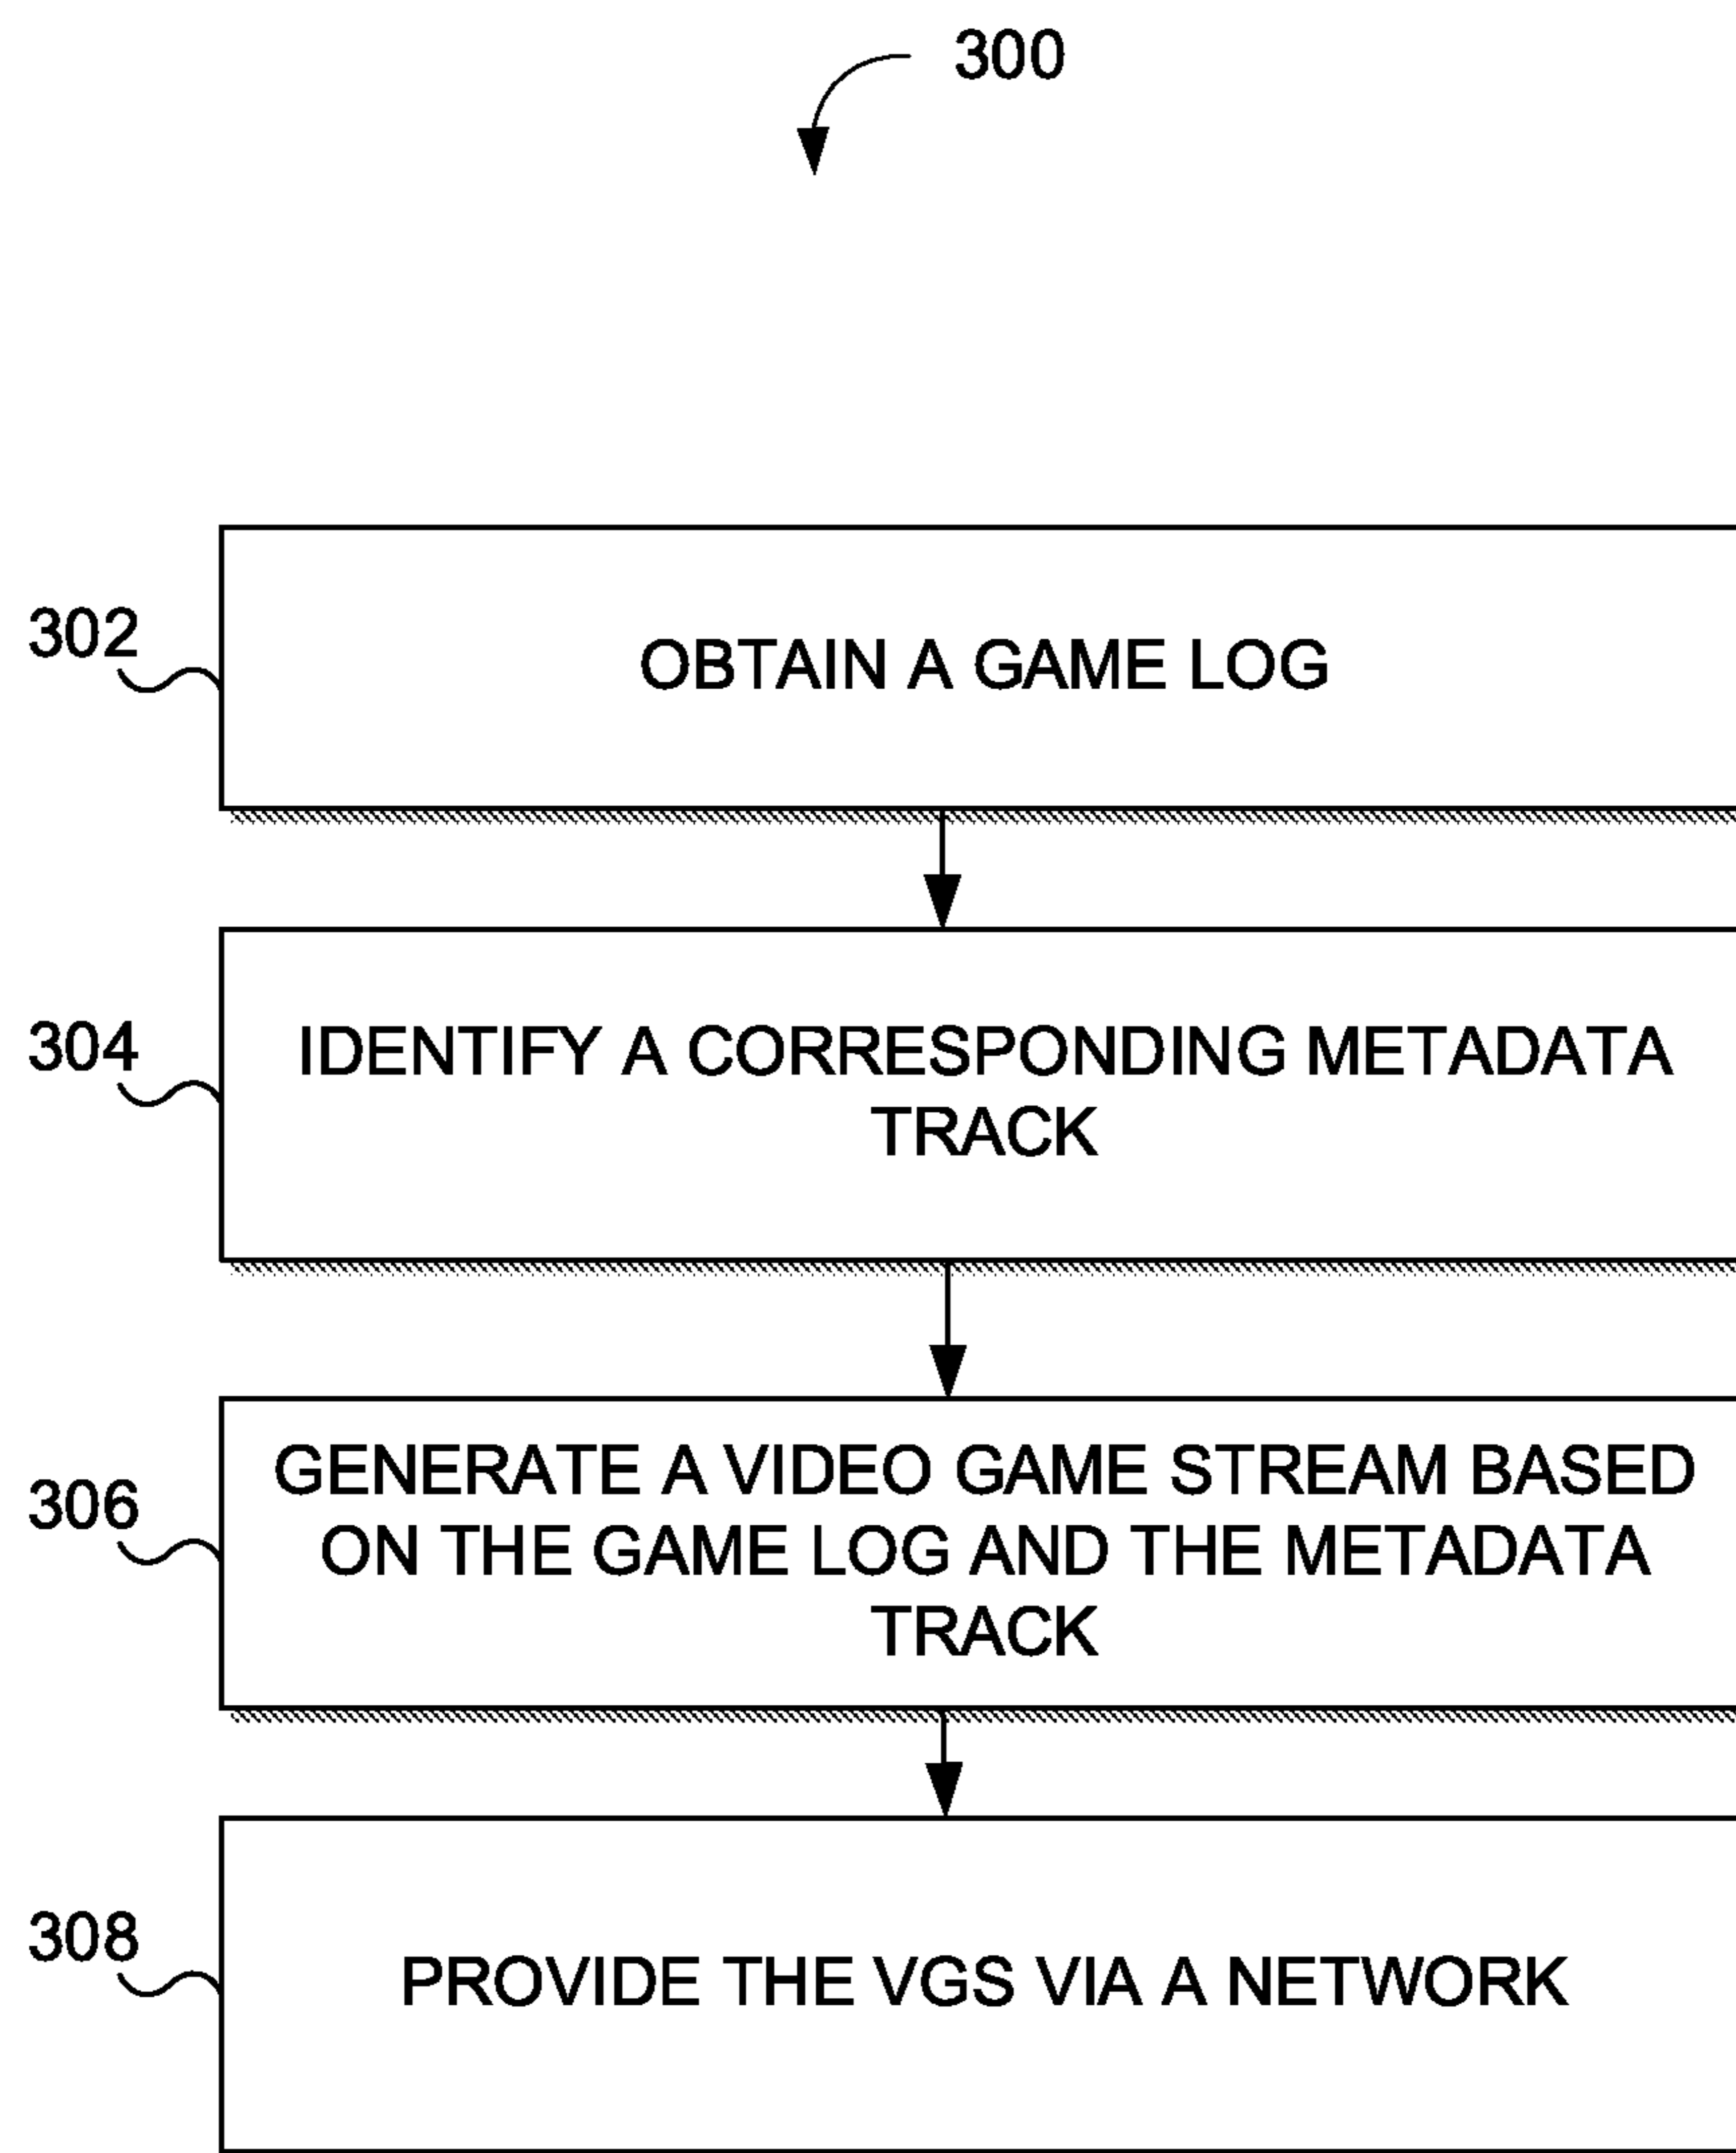 300
302
OBTAIN A GAME LOG
304
IDENTIFY A CORRESPONDING METADATA
TRACK
306
GENERATE A VIDEO GAME STREAM BASED
ON THE GAME LOG AND THE METADATA
TRACK
308
PROVIDE THE VGS VIA A NETWORK